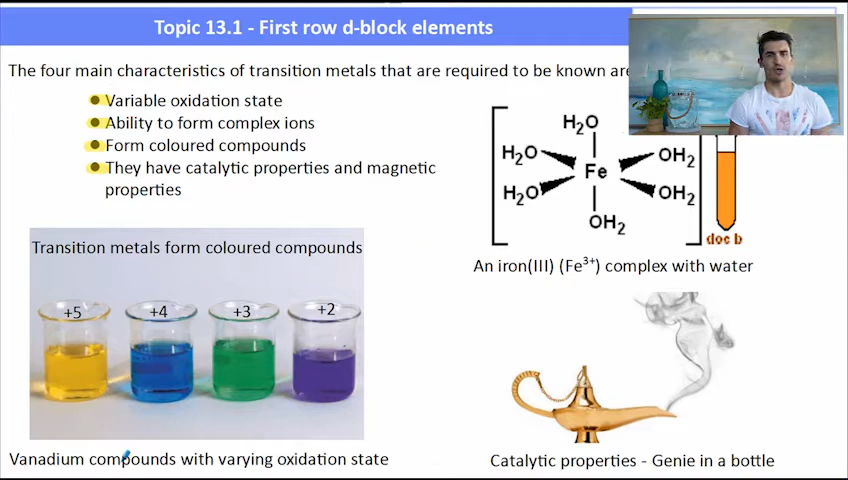 Topic 13.1 - First row d-block elements
The four main characteristics of transition metals that are required to be known are
Variable oxidation state
Ability to form complex ions
Form coloured compounds
They have catalytic properties and magnetic
properties
H₂O
H₂O
OH₂
Fe
H₂O
OH₂
OH₂
doc b
An iron(III) (Fe³⁺) complex with water
Transition metals form coloured compounds
+5 +4 +3 +2
Vanadium compounds with varying oxidation state
Catalytic properties - Genie in a bottle